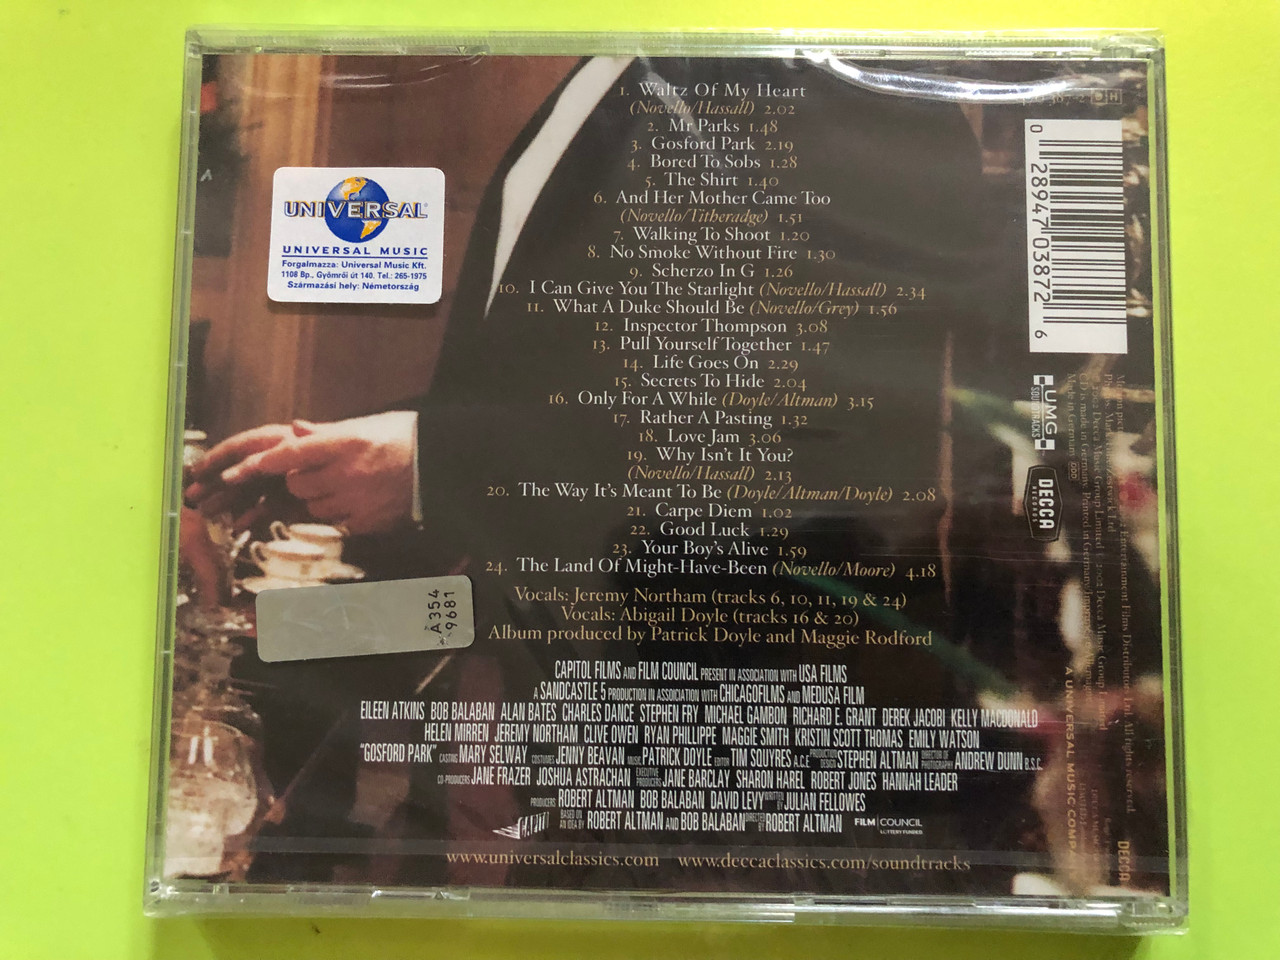 1. Waltz Of My Heart
(Novello/Hassall) 2.02
2. Mr Parks 1.48
3. Gosford Park 2.19
4. Bored To Sobs 1.28
5. The Shirt 1.40
6. And Her Mother Came Too
(Novello/Titheradge) 1.51
7. Walking To Shoot 1.20
8. No Smoke Without Fire 1.30
9. Scherzo In G 1.26
10. I Can Give You The Starlight (Novello/Hassall) 2.34
11. What A Duke Should Be (Novello/Grey) 1.56
12. Inspector Thompson 3.08
13. Pull Yourself Together 1.47
14. Life Goes On 2.29
15. Secrets To Hide 2.04
16. Only For A While (Doyle/Altman) 3.15
17. Rather A Pasting 1.32
18. Love Jam 3.06
19. Why Isn't It You?
(Novello/Hassall) 2.13
20. The Way It's Meant To Be (Doyle/Altman/Doyle) 2.08
21. Carpe Diem 1.02
22. Good Luck 1.29
23. Your Boy's Alive 1.59
24. The Land Of Might-Have-Been (Novello/Moore) 4.18
Vocals: Jeremy Northam (tracks 6, 10, 11, 19 & 24)
Vocals: Abigail Doyle (tracks 16 & 20)
Album produced by Patrick Doyle and Maggie Rodford
CAPITOL FILMS AND FILM COUNCIL PRESENT IN ASSOCIATION WITH USA FILMS
A SANDCASTLE 5 PRODUCTION IN ASSOCIATION WITH CHICAGOFILMS AND MEDUSA FILM
EILEEN ATKINS BOB BALABAN ALAN BATES CHARLES DANCE STEPHEN FRY MICHAEL GAMBON RICHARD E. GRANT DEREK JACOBI KELLY MACDONALD
HELEN MIRREN JEREMY NORTHAM CLIVE OWEN RYAN PHILLIPPE MAGGIE SMITH KRISTIN SCOTT THOMAS EMILY WATSON
"GOSFORD PARK" CASTING MARY SELWAY COSTUMES JENNY BEAVAN MUSIC PATRICK DOYLE EDITOR TIM SQUYRES A.C.E. PRODUCTION DESIGN STEPHEN ALTMAN DIRECTOR OF PHOTOGRAPHY ANDREW DUNN B.S.C.
CO-PRODUCERS JANE FRAZER JOSHUA ASTRACHAN EXECUTIVE PRODUCERS JANE BARCLAY SHARON HAREL ROBERT JONES HANNAH LEADER
PRODUCERS ROBERT ALTMAN BOB BALABAN DAVID LEVY WRITTEN BY JULIAN FELLOWES
BASED ON AN IDEA BY ROBERT ALTMAN AND BOB BALABAN DIRECTED BY ROBERT ALTMAN
FILM COUNCIL
LOTTERY FUNDED
www.universalclassics.com www.deccaclassics.com/soundtracks
UNIVERSAL
UNIVERSAL MUSIC
Forgalmazza: Universal Music Kft.
1108 Bp., Gyömrői út 140. Tel.: 265-1975
Származási hely: Németország
A354
9681
0 28947 03872 6
UMG
SOUNDTRACKS
DECCA
RECORDS
A UNIVERSAL MUSIC
DECCA